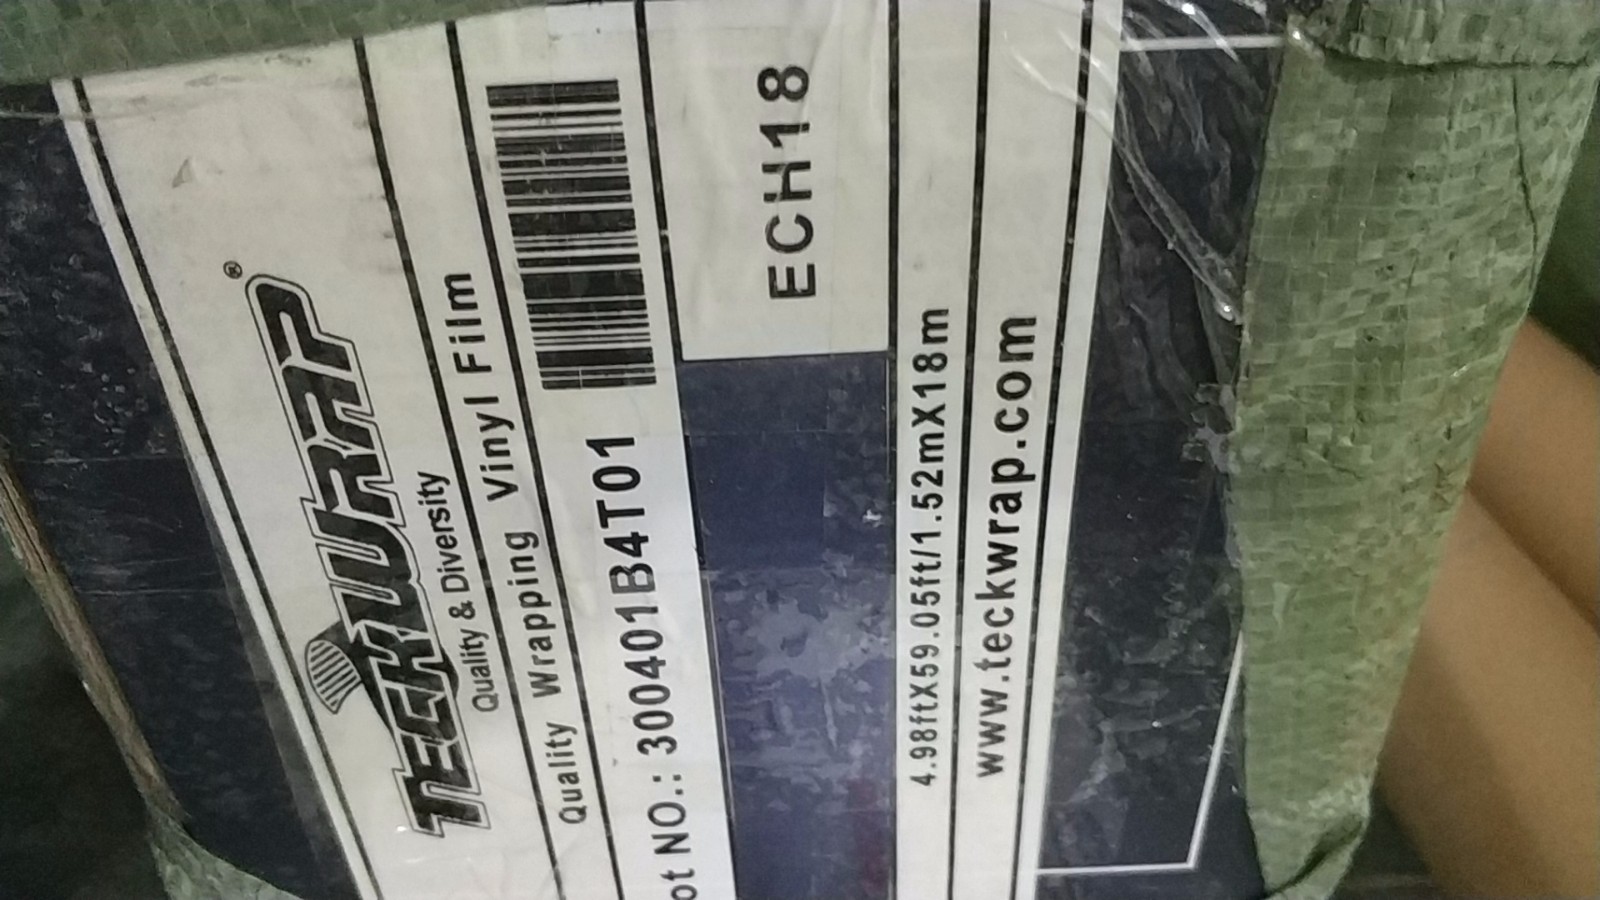 TECKWRAP®
Quality & Diversity
Quality Wrapping Vinyl Film
ot NO.: 300401B4T01
ECH18
4.98ftX59.05ft/1.52mX18m
www.teckwrap.com